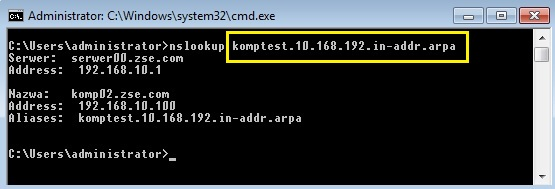 Administrator: C:\Windows\system32\cmd.exe
C:\Users\administrator>nslookup komptest.10.168.192.in-addr.arpa
Serwer:  serwer00.zse.com
Address:  192.168.10.1
Nazwa:   komp02.zse.com
Address:  192.168.10.100
Aliases:  komptest.10.168.192.in-addr.arpa
C:\Users\administrator>_